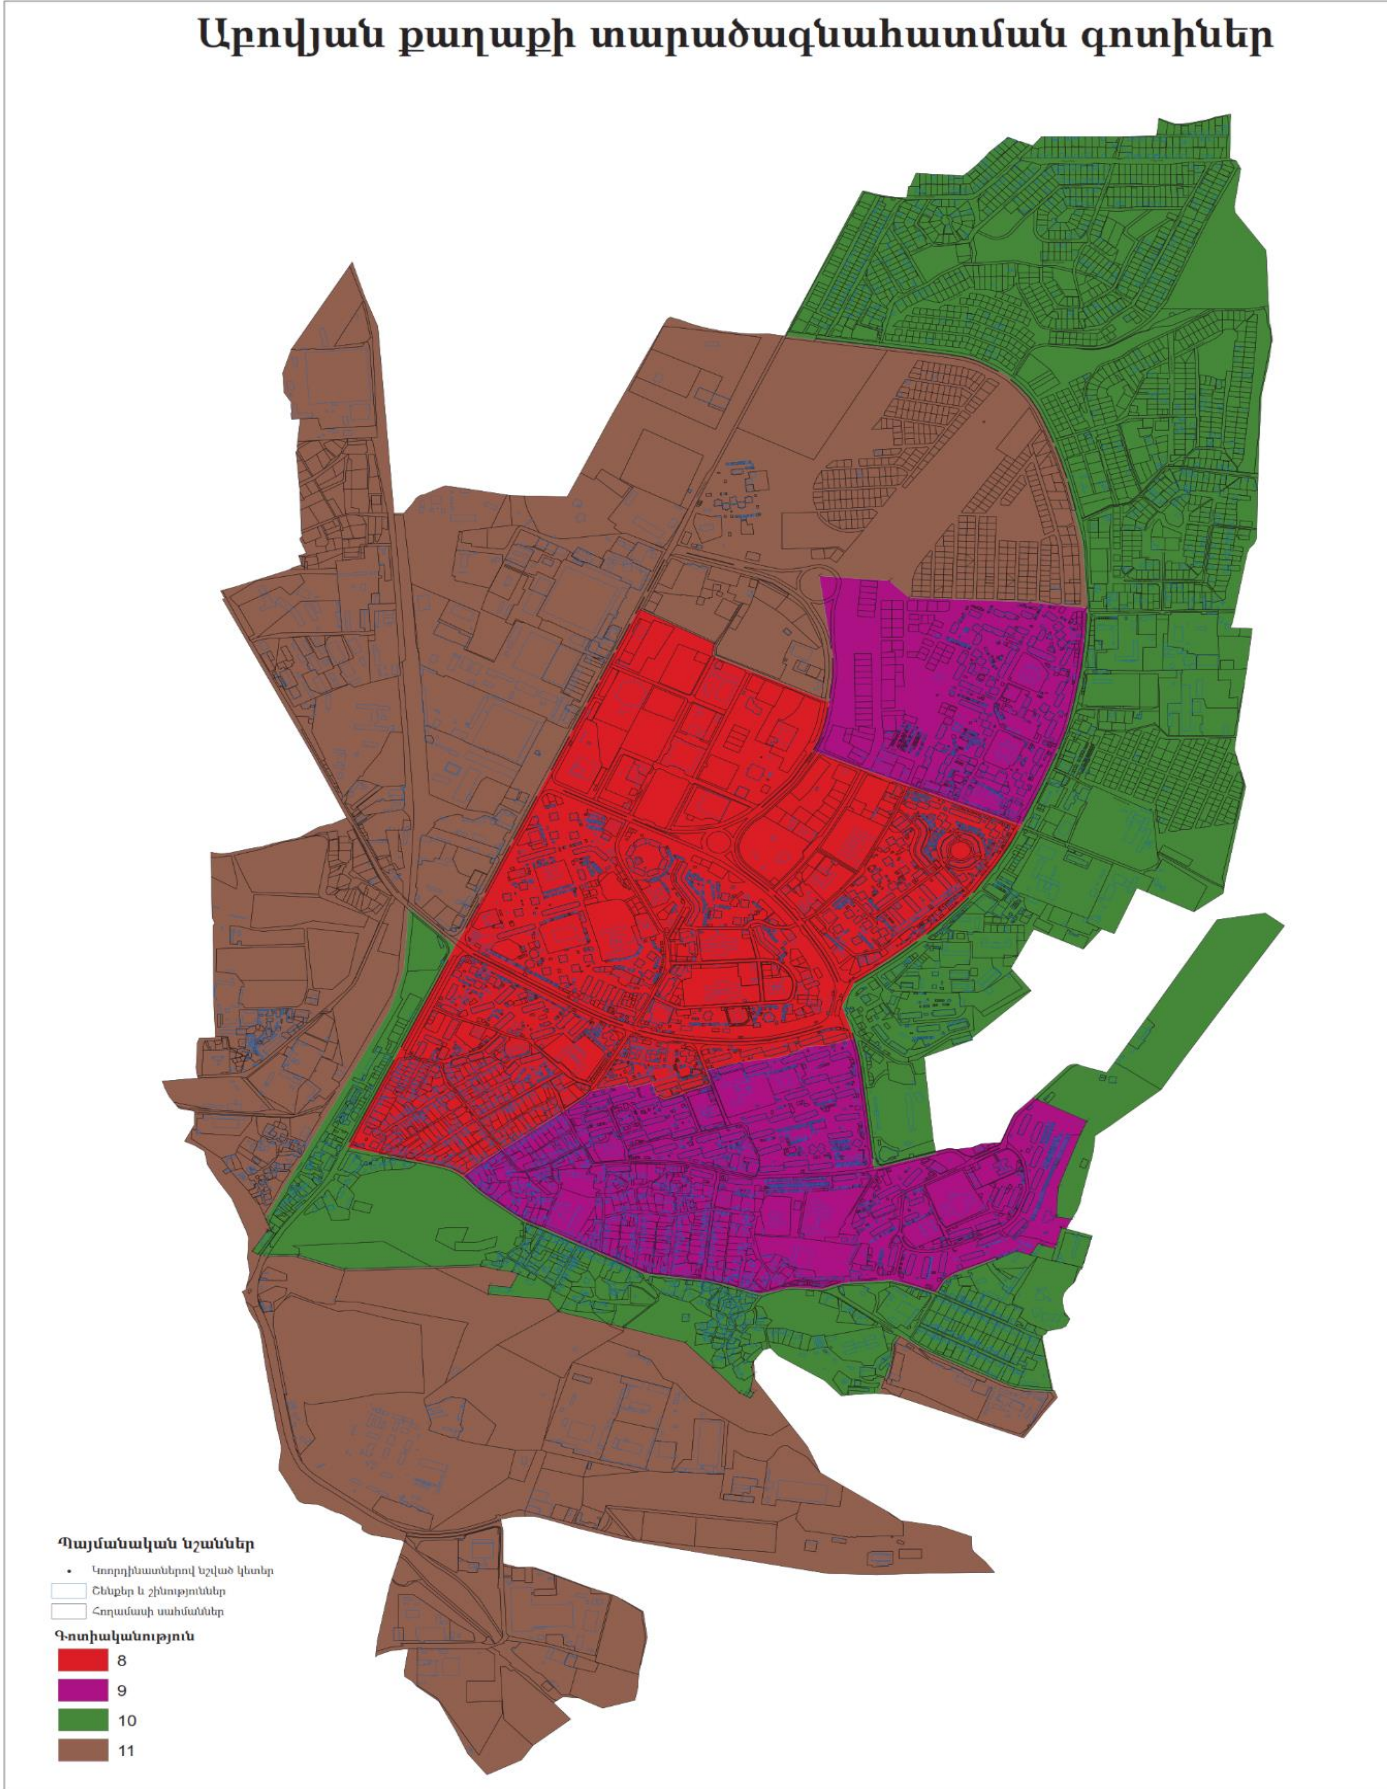 Աբովյան քաղաքի տարածագնահատման գոտիներ
Պայմանական նշաններ
Կոորդինատներով նշված կետեր
Շենքեր և շինություններ
Հողամասի սահմաններ
Գոտիականություն
8
9
10
11